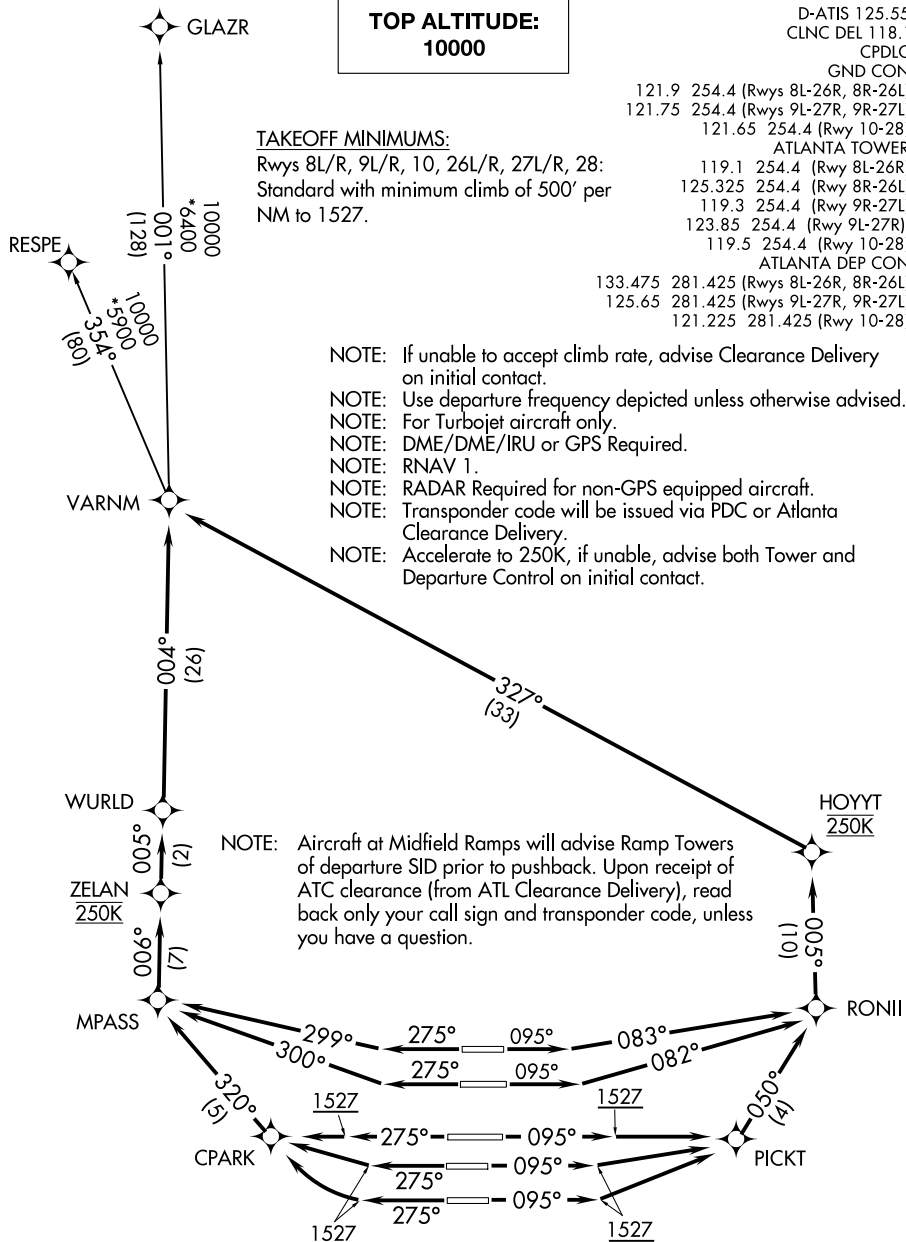 GLAZR
TOP ALTITUDE:
10000
D-ATIS 125.55
CLNC DEL 118.1
CPDLC
GND CON
121.9 254.4 (Rwys 8L-26R, 8R-26L)
121.75 254.4 (Rwys 9L-27R, 9R-27L)
121.65 254.4 (Rwy 10-28)
ATLANTA TOWER
119.1 254.4 (Rwy 8L-26R)
125.325 254.4 (Rwy 8R-26L)
119.3 254.4 (Rwy 9R-27L)
123.85 254.4 (Rwy 9L-27R)
119.5 254.4 (Rwy 10-28)
ATLANTA DEP CON
133.475 281.425 (Rwys 8L-26R, 8R-26L)
125.65 281.425 (Rwys 9L-27R, 9R-27L)
121.225 281.425 (Rwy 10-28)
TAKEOFF MINIMUMS:
Rwys 8L/R, 9L/R, 10, 26L/R, 27L/R, 28:
Standard with minimum climb of 500' per
NM to 1527.
10000
*6400
001°
(128)
RESPE
10000
*5900
354°
(80)
NOTE: If unable to accept climb rate, advise Clearance Delivery
on initial contact.
NOTE: Use departure frequency depicted unless otherwise advised.
NOTE: For Turbojet aircraft only.
NOTE: DME/DME/IRU or GPS Required.
NOTE: RNAV 1.
NOTE: RADAR Required for non-GPS equipped aircraft.
NOTE: Transponder code will be issued via PDC or Atlanta
Clearance Delivery.
NOTE: Accelerate to 250K, if unable, advise both Tower and
Departure Control on initial contact.
VARNM
004°
(26)
327°
(33)
WURLD
HOYYT
250K
005°
(2)
NOTE: Aircraft at Midfield Ramps will advise Ramp Towers
of departure SID prior to pushback. Upon receipt of
ATC clearance (from ATL Clearance Delivery), read
back only your call sign and transponder code, unless
you have a question.
ZELAN
250K
006°
(7)
005°
(10)
MPASS
RONII
299° 275° 095° 083°
300° 275° 095° 082°
320°
(5)
050°
(4)
1527
1527
275° 095°
CPARK
PICKT
275° 095°
275° 095°
1527
1527